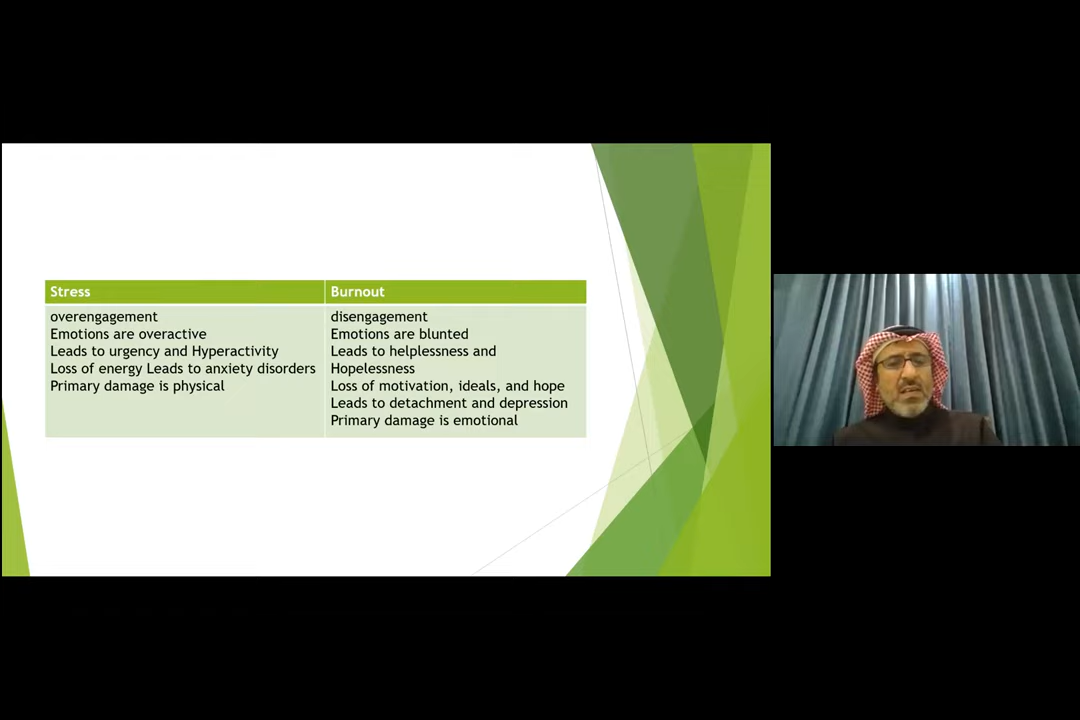 Stress
Burnout
overengagement
Emotions are overactive
Leads to urgency and Hyperactivity
Loss of energy Leads to anxiety disorders
Primary damage is physical
disengagement
Emotions are blunted
Leads to helplessness and
Hopelessness
Loss of motivation, ideals, and hope
Leads to detachment and depression
Primary damage is emotional